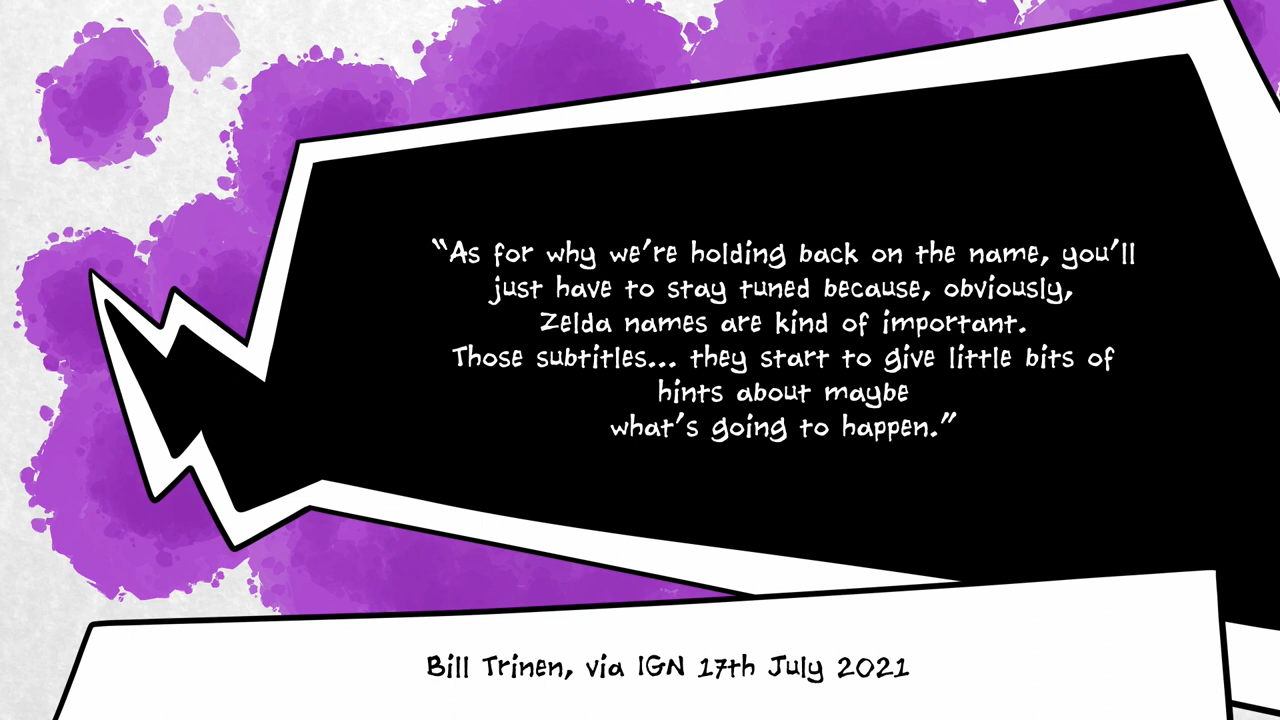 “As for why we’re holding back on the name, you’ll
just have to stay tuned because, obviously,
Zelda names are kind of important.
Those subtitles... they start to give little bits of
hints about maybe
what’s going to happen.”
Bill Trinen, via IGN 17th July 2021